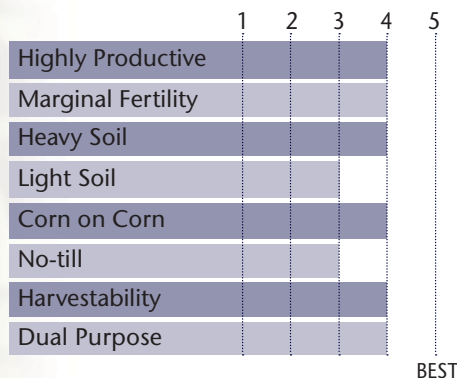 1 2 3 4 5
Highly Productive
Marginal Fertility
Heavy Soil
Light Soil
Corn on Corn
No-till
Harvestability
Dual Purpose
BEST